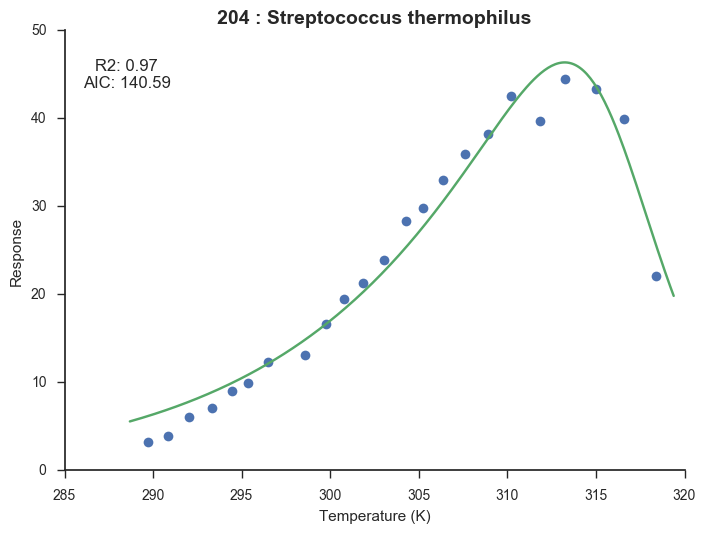 204 : Streptococcus thermophilus
R2: 0.97
AIC: 140.59
50
40
30
20
10
0
Response
285 290 295 300 305 310 315 320
Temperature (K)